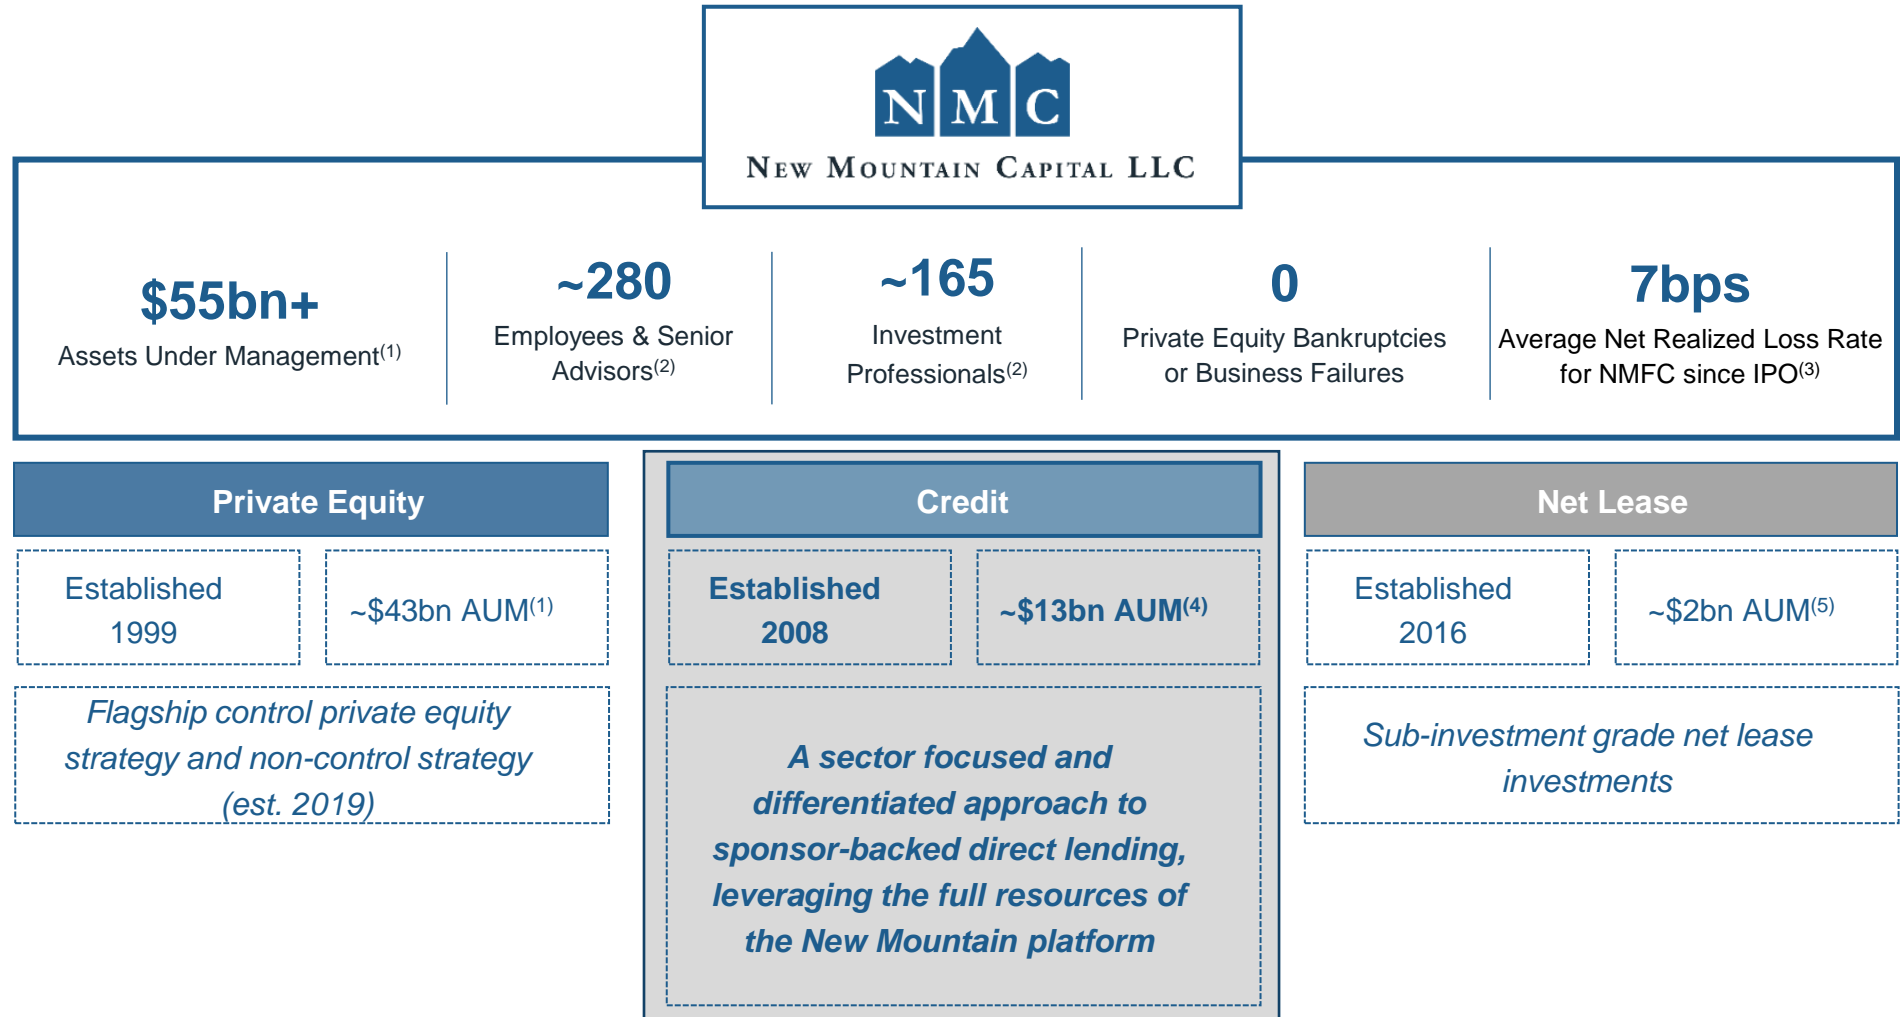 NMC
NEW MOUNTAIN CAPITAL LLC
$55bn+
Assets Under Management(1)
~280
Employees & Senior
Advisors(2)
~165
Investment
Professionals(2)
0
Private Equity Bankruptcies
or Business Failures
7bps
Average Net Realized Loss Rate
for NMFC since IPO(3)
Private Equity
Established
1999
~$43bn AUM(1)
Flagship control private equity
strategy and non-control strategy
(est. 2019)
Credit
Established
2008
~$13bn AUM(4)
A sector focused and
differentiated approach to
sponsor-backed direct lending,
leveraging the full resources of
the New Mountain platform
Net Lease
Established
2016
~$2bn AUM(5)
Sub-investment grade net lease
investments